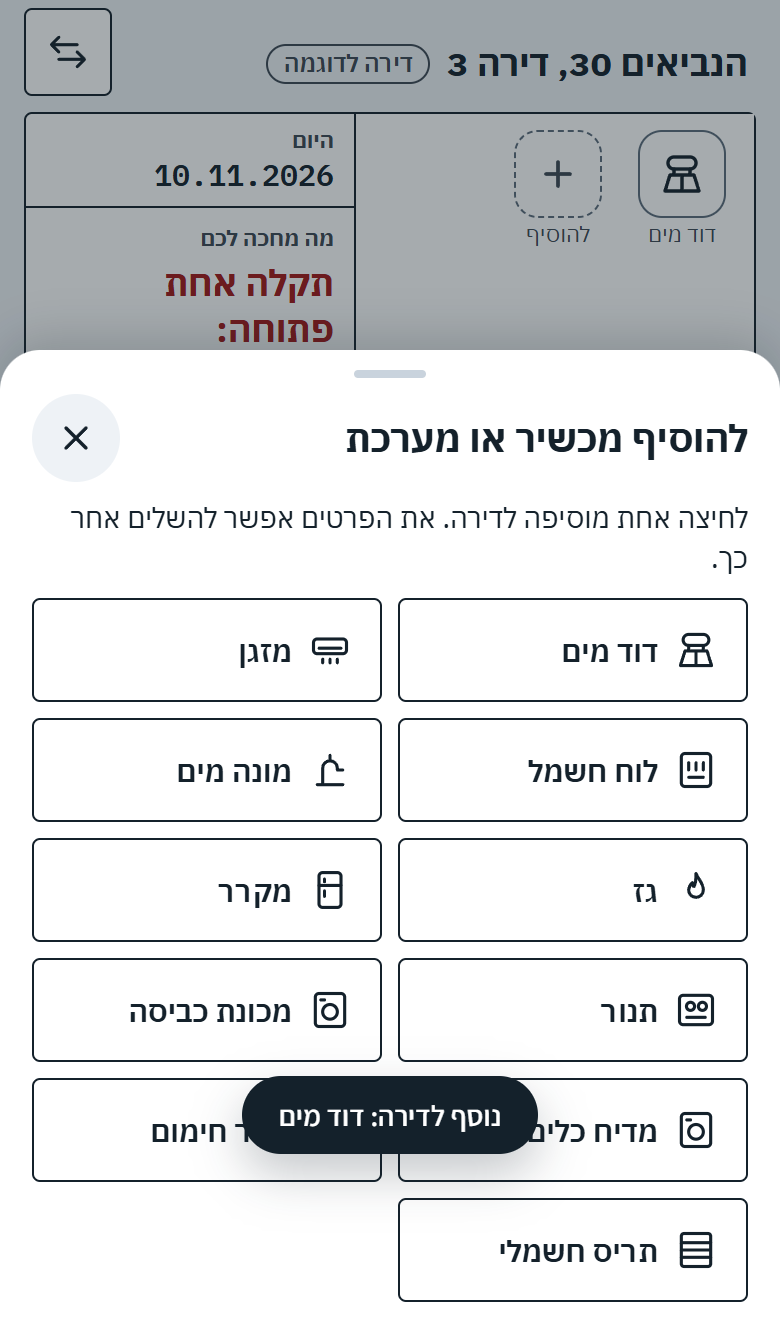 הנביאים 30, דירה 3
דירה לדוגמה
דוד מים
להוסיף
היום
10.11.2026
מה מחכה לכם
תקלה אחת
פתוחה:
להוסיף מכשיר או מערכת
לחיצה אחת מוסיפה לדירה. את הפרטים אפשר להשלים אחר
כך.
דוד מים
מזגן
לוח חשמל
מונה מים
גז
מקרר
תנור
מכונת כביסה
מדיח כלים
חימום
נוסף לדירה: דוד מים
תריס חשמלי